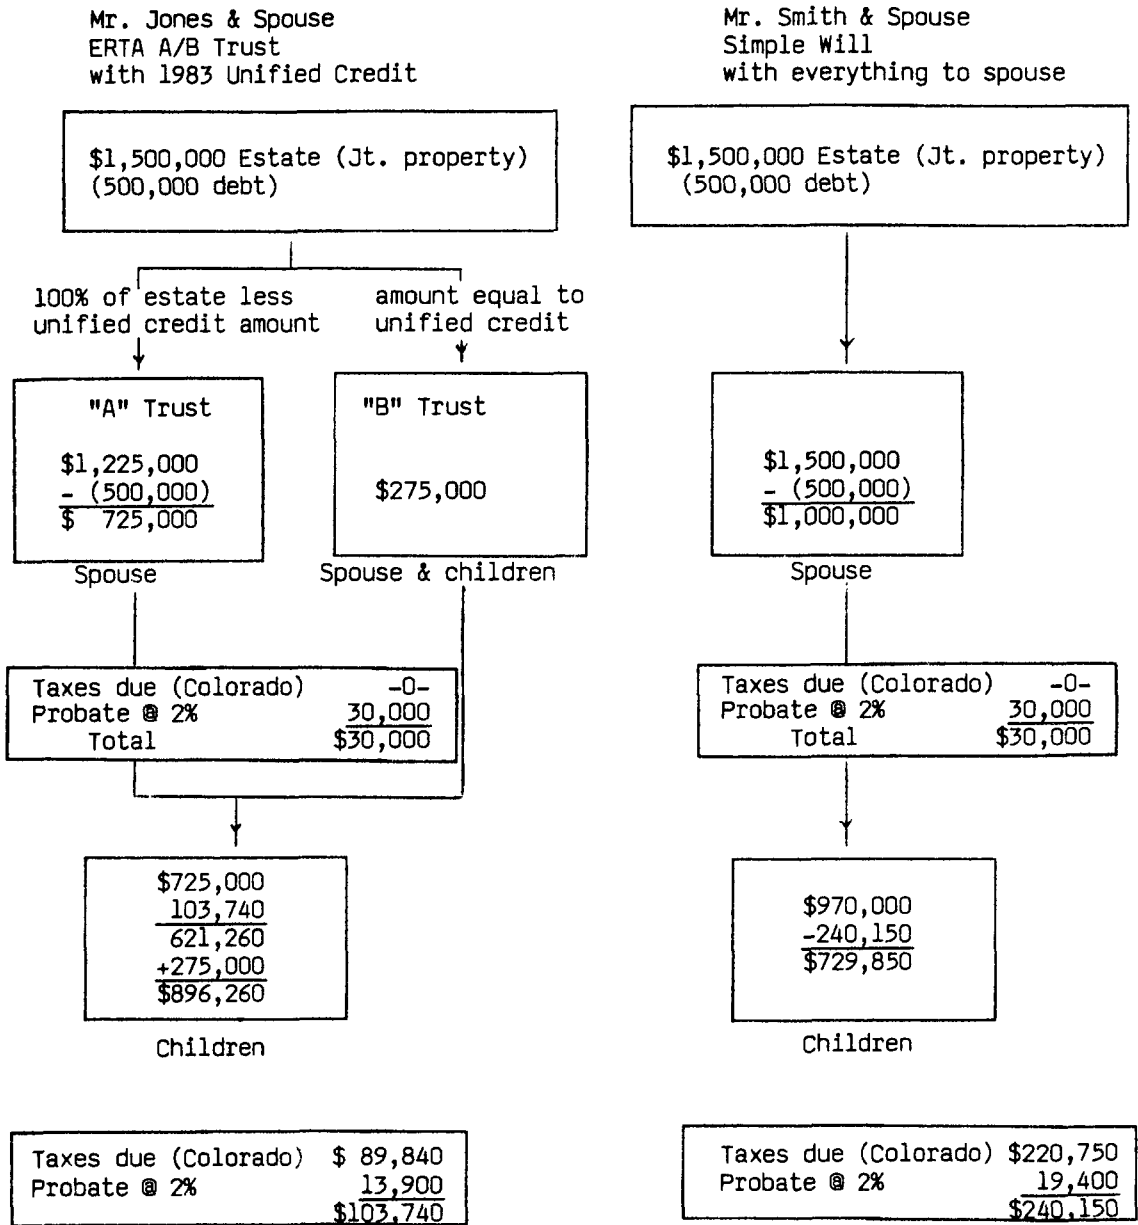 Mr. Jones & Spouse
ERTA A/B Trust
with 1983 Unified Credit
$1,500,000 Estate (Jt. property)
(500,000 debt)
100% of estate less
unified credit amount
amount equal to
unified credit
"A" Trust
$1,225,000
- (500,000)
$ 725,000
Spouse
"B" Trust
$275,000
Spouse & children
Taxes due (Colorado) -0-
Probate @ 2% 30,000
Total $30,000
$725,000
103,740
621,260
+275,000
$896,260
Children
Taxes due (Colorado) $ 89,840
Probate @ 2% 13,900
$103,740
Mr. Smith & Spouse
Simple Will
with everything to spouse
$1,500,000 Estate (Jt. property)
(500,000 debt)
$1,500,000
- (500,000)
$1,000,000
Spouse
Taxes due (Colorado) -0-
Probate @ 2% 30,000
Total $30,000
$970,000
-240,150
$729,850
Children
Taxes due (Colorado) $220,750
Probate @ 2% 19,400
$240,150